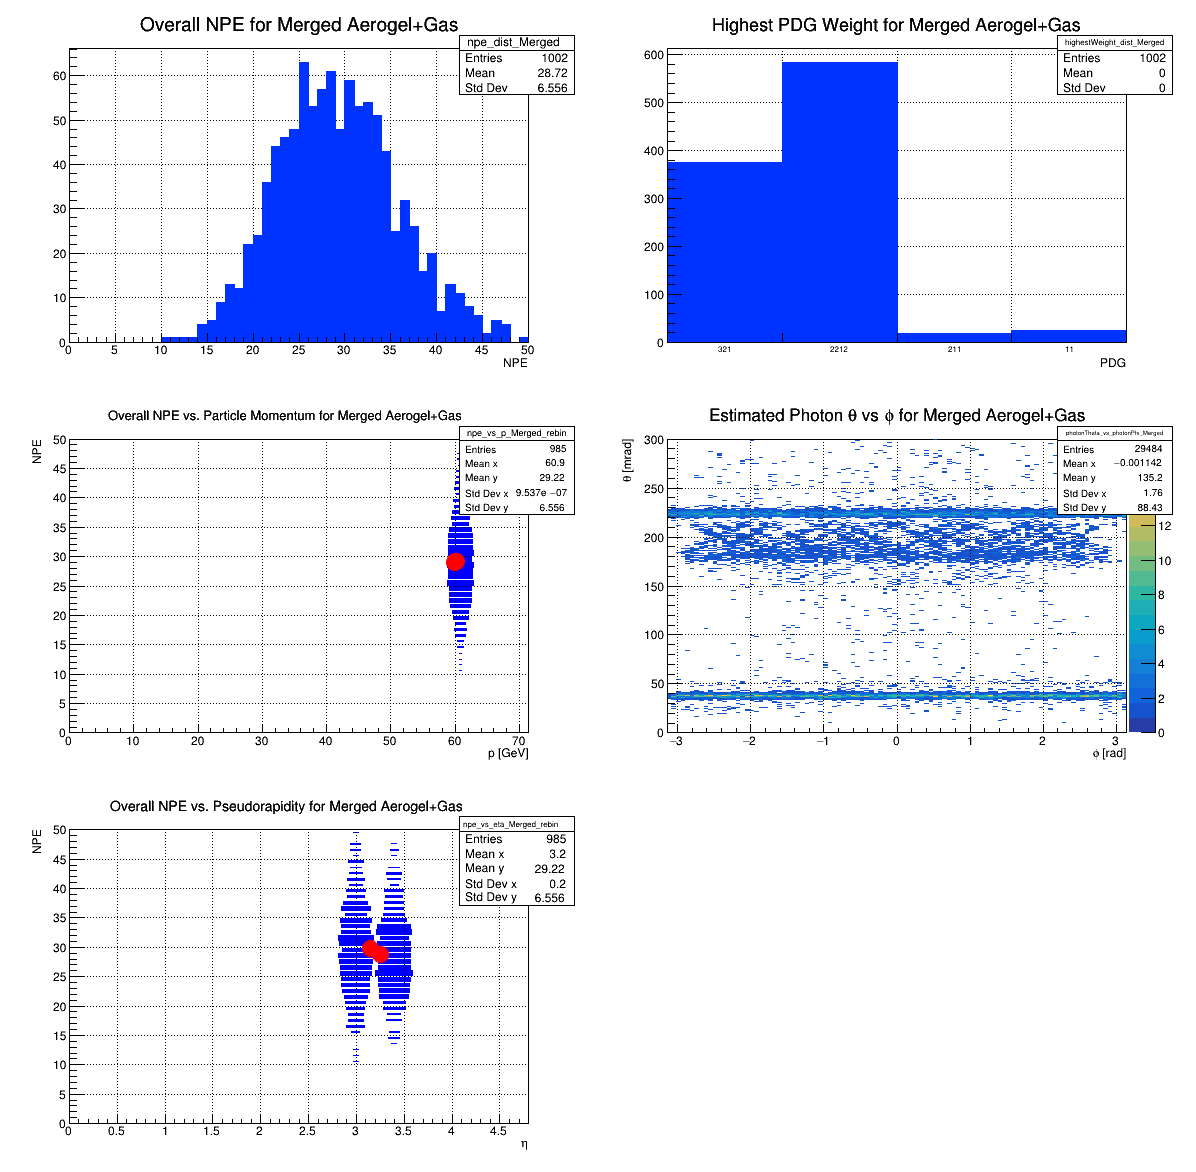 Overall NPE for Merged Aerogel+Gas
npe_dist_Merged
Entries 1002
Mean 28.72
Std Dev 6.556
60
50
40
30
20
10
0
0 5 10 15 20 25 30 35 40 45 50
NPE
Highest PDG Weight for Merged Aerogel+Gas
highestWeight_dist_Merged
Entries 1002
Mean 0
Std Dev 0
600
500
400
300
200
100
0
321 2212 211 11
PDG
Overall NPE vs. Particle Momentum for Merged Aerogel+Gas
npe_vs_p_Merged_rebin
Entries 985
Mean x 60.9
Mean y 29.22
Std Dev x 9.537e −07
Std Dev y 6.556
NPE
50
45
40
35
30
25
20
15
10
5
0
0 10 20 30 40 50 60 70
p [GeV]
Estimated Photon θ vs ϕ for Merged Aerogel+Gas
photonTheta_vs_photonPhi_Merged
Entries 29484
Mean x −0.001142
Mean y 135.2
Std Dev x 1.76
Std Dev y 88.43
θ [mrad]
300
250
200
150
100
50
0
−3 −2 −1 0 1 2 3
ϕ [rad]
12
10
8
6
4
2
0
Overall NPE vs. Pseudorapidity for Merged Aerogel+Gas
npe_vs_eta_Merged_rebin
Entries 985
Mean x 3.2
Mean y 29.22
Std Dev x 0.2
Std Dev y 6.556
NPE
50
45
40
35
30
25
20
15
10
5
0
0 0.5 1 1.5 2 2.5 3 3.5 4 4.5
η